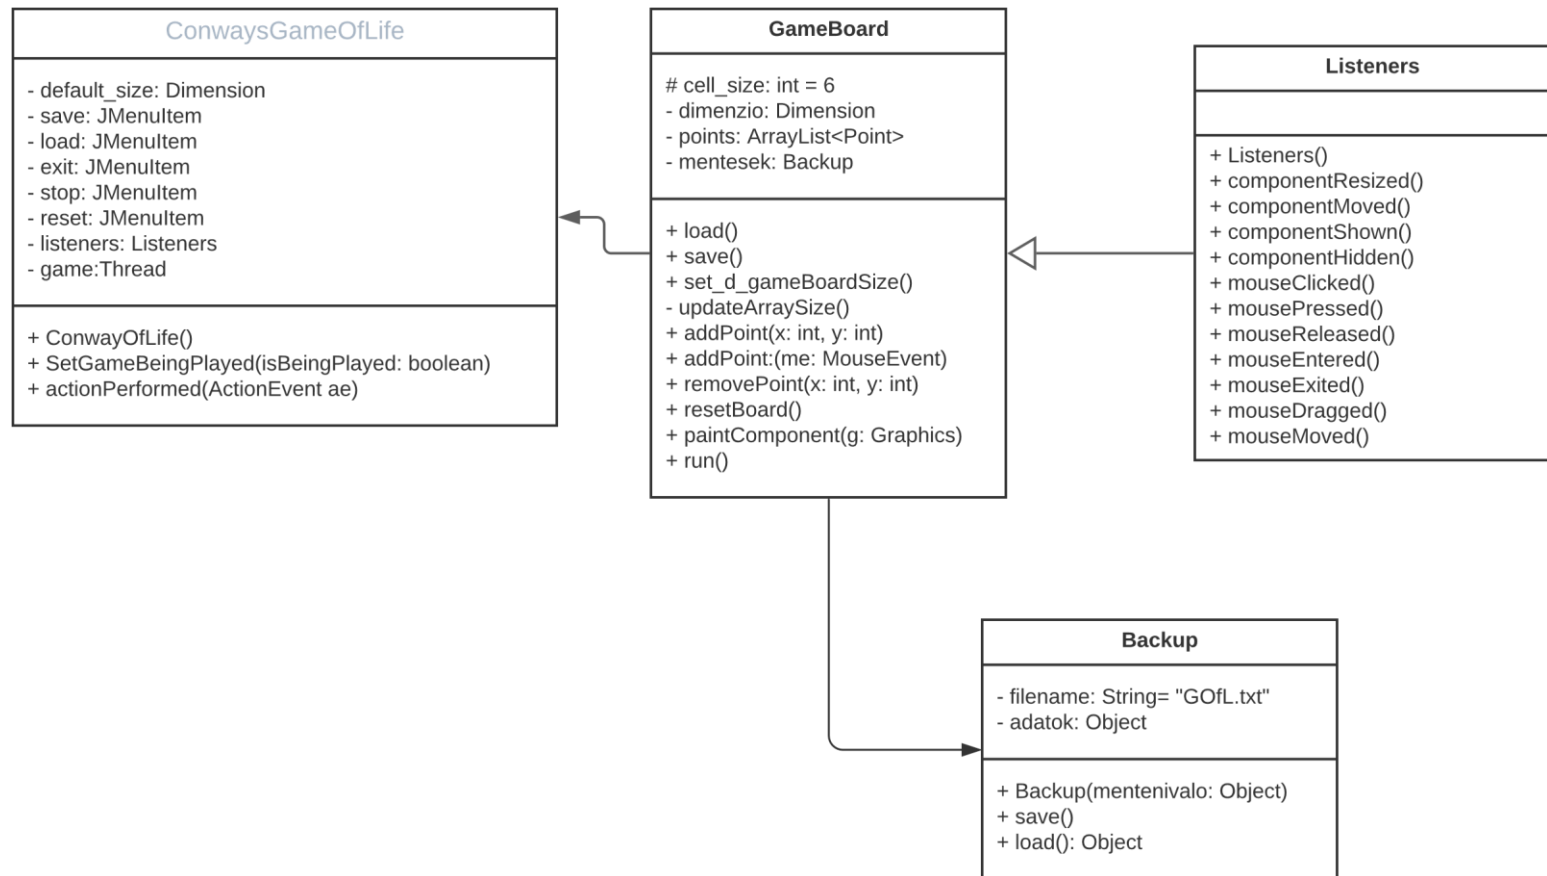 ConwaysGameOfLife
- default_size: Dimension
- save: JMenuItem
- load: JMenuItem
- exit: JMenuItem
- stop: JMenuItem
- reset: JMenuItem
- listeners: Listeners
- game:Thread
+ ConwayOfLife()
+ SetGameBeingPlayed(isBeingPlayed: boolean)
+ actionPerformed(ActionEvent ae)
GameBoard
# cell_size: int = 6
- dimenzio: Dimension
- points: ArrayList<Point>
- mentesek: Backup
+ load()
+ save()
+ set_d_gameBoardSize()
- updateArraySize()
+ addPoint(x: int, y: int)
+ addPoint:(me: MouseEvent)
+ removePoint(x: int, y: int)
+ resetBoard()
+ paintComponent(g: Graphics)
+ run()
Listeners
+ Listeners()
+ componentResized()
+ componentMoved()
+ componentShown()
+ componentHidden()
+ mouseClicked()
+ mousePressed()
+ mouseReleased()
+ mouseEntered()
+ mouseExited()
+ mouseDragged()
+ mouseMoved()
Backup
- filename: String= "GOfL.txt"
- adatok: Object
+ Backup(mentenivalo: Object)
+ save()
+ load(): Object